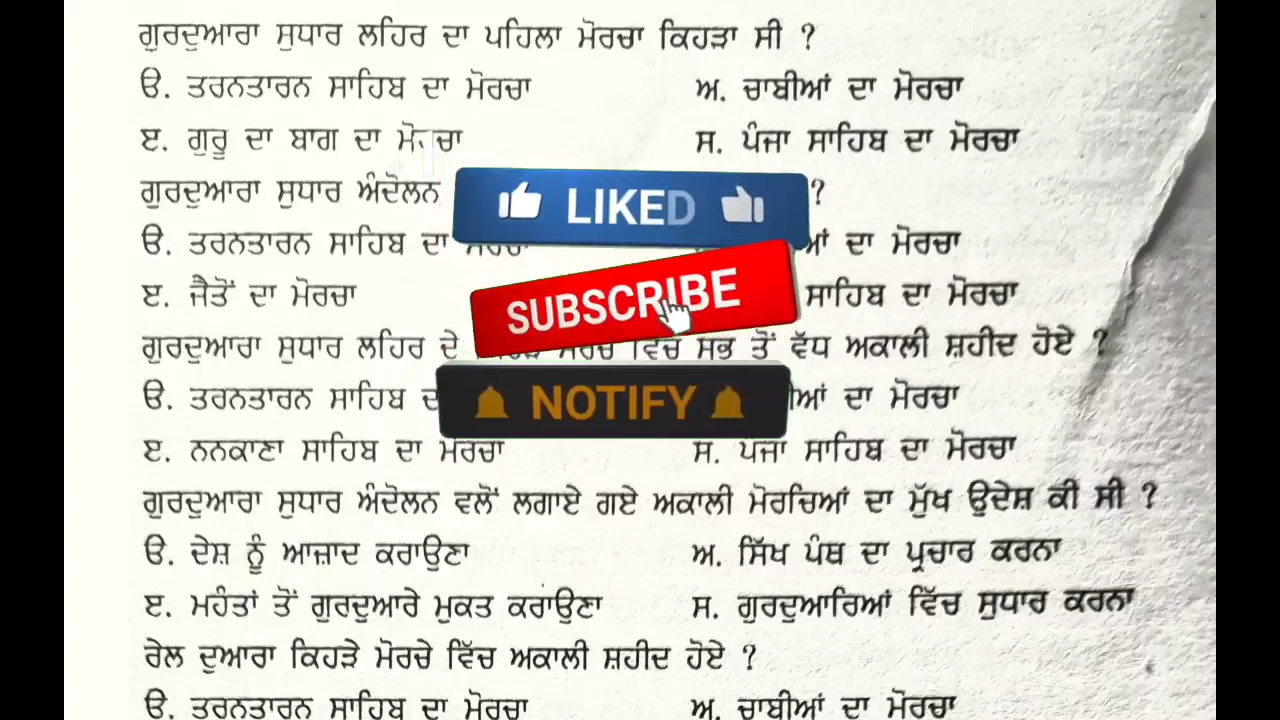 ਗੁਰਦੁਆਰਾ ਸੁਧਾਰ ਲਹਿਰ ਦਾ ਪਹਿਲਾ ਮੋਰਚਾ ਕਿਹੜਾ ਸੀ ?
ੳ. ਤਰਨਤਾਰਨ ਸਾਹਿਬ ਦਾ ਮੋਰਚਾ ਅ. ਚਾਬੀਆਂ ਦਾ ਮੋਰਚਾ
ੲ. ਗੁਰੂ ਦਾ ਬਾਗ ਦਾ ਮੋਰਚਾ ਸ. ਪੰਜਾ ਸਾਹਿਬ ਦਾ ਮੋਰਚਾ
ਗੁਰਦੁਆਰਾ ਸੁਧਾਰ ਅੰਦੋਲਨ ?
LIKED
ੳ. ਤਰਨਤਾਰਨ ਸਾਹਿਬ ਦਾ ਮੋਰਚਾ ਦਾ ਮੋਰਚਾ
ੲ. ਜੈਤੋਂ ਦਾ ਮੋਰਚਾ ਸਾਹਿਬ ਦਾ ਮੋਰਚਾ
SUBSCRIBE
ਗੁਰਦੁਆਰਾ ਸੁਧਾਰ ਲਹਿਰ ਦੇ ਵਿੱਚ ਸਭ ਤੋਂ ਵੱਧ ਅਕਾਲੀ ਸ਼ਹੀਦ ਹੋਏ ?
ੳ. ਤਰਨਤਾਰਨ ਸਾਹਿਬ ਦਾ ਮੋਰਚਾ
NOTIFY
ੲ. ਨਨਕਾਣਾ ਸਾਹਿਬ ਦਾ ਮੋਰਚਾ ਸ. ਪੰਜਾ ਸਾਹਿਬ ਦਾ ਮੋਰਚਾ
ਗੁਰਦੁਆਰਾ ਸੁਧਾਰ ਅੰਦੋਲਨ ਵਲੋਂ ਲਗਾਏ ਗਏ ਅਕਾਲੀ ਮੋਰਚਿਆਂ ਦਾ ਮੁੱਖ ਉਦੇਸ਼ ਕੀ ਸੀ ?
ੳ. ਦੇਸ਼ ਨੂੰ ਆਜ਼ਾਦ ਕਰਾਉਣਾ ਅ. ਸਿੱਖ ਪੰਥ ਦਾ ਪ੍ਰਚਾਰ ਕਰਨਾ
ੲ. ਮਹੰਤਾਂ ਤੋਂ ਗੁਰਦੁਆਰੇ ਮੁਕਤ ਕਰਾਉਣਾ ਸ. ਗੁਰਦੁਆਰਿਆਂ ਵਿੱਚ ਸੁਧਾਰ ਕਰਨਾ
ਰੇਲ ਦੁਆਰਾ ਕਿਹੜੇ ਮੋਰਚੇ ਵਿੱਚ ਅਕਾਲੀ ਸ਼ਹੀਦ ਹੋਏ ?
ੳ. ਤਰਨਤਾਰਨ ਸਾਹਿਬ ਦਾ ਮੋਰਚਾ ਅ. ਚਾਬੀਆਂ ਦਾ ਮੋਰਚਾ